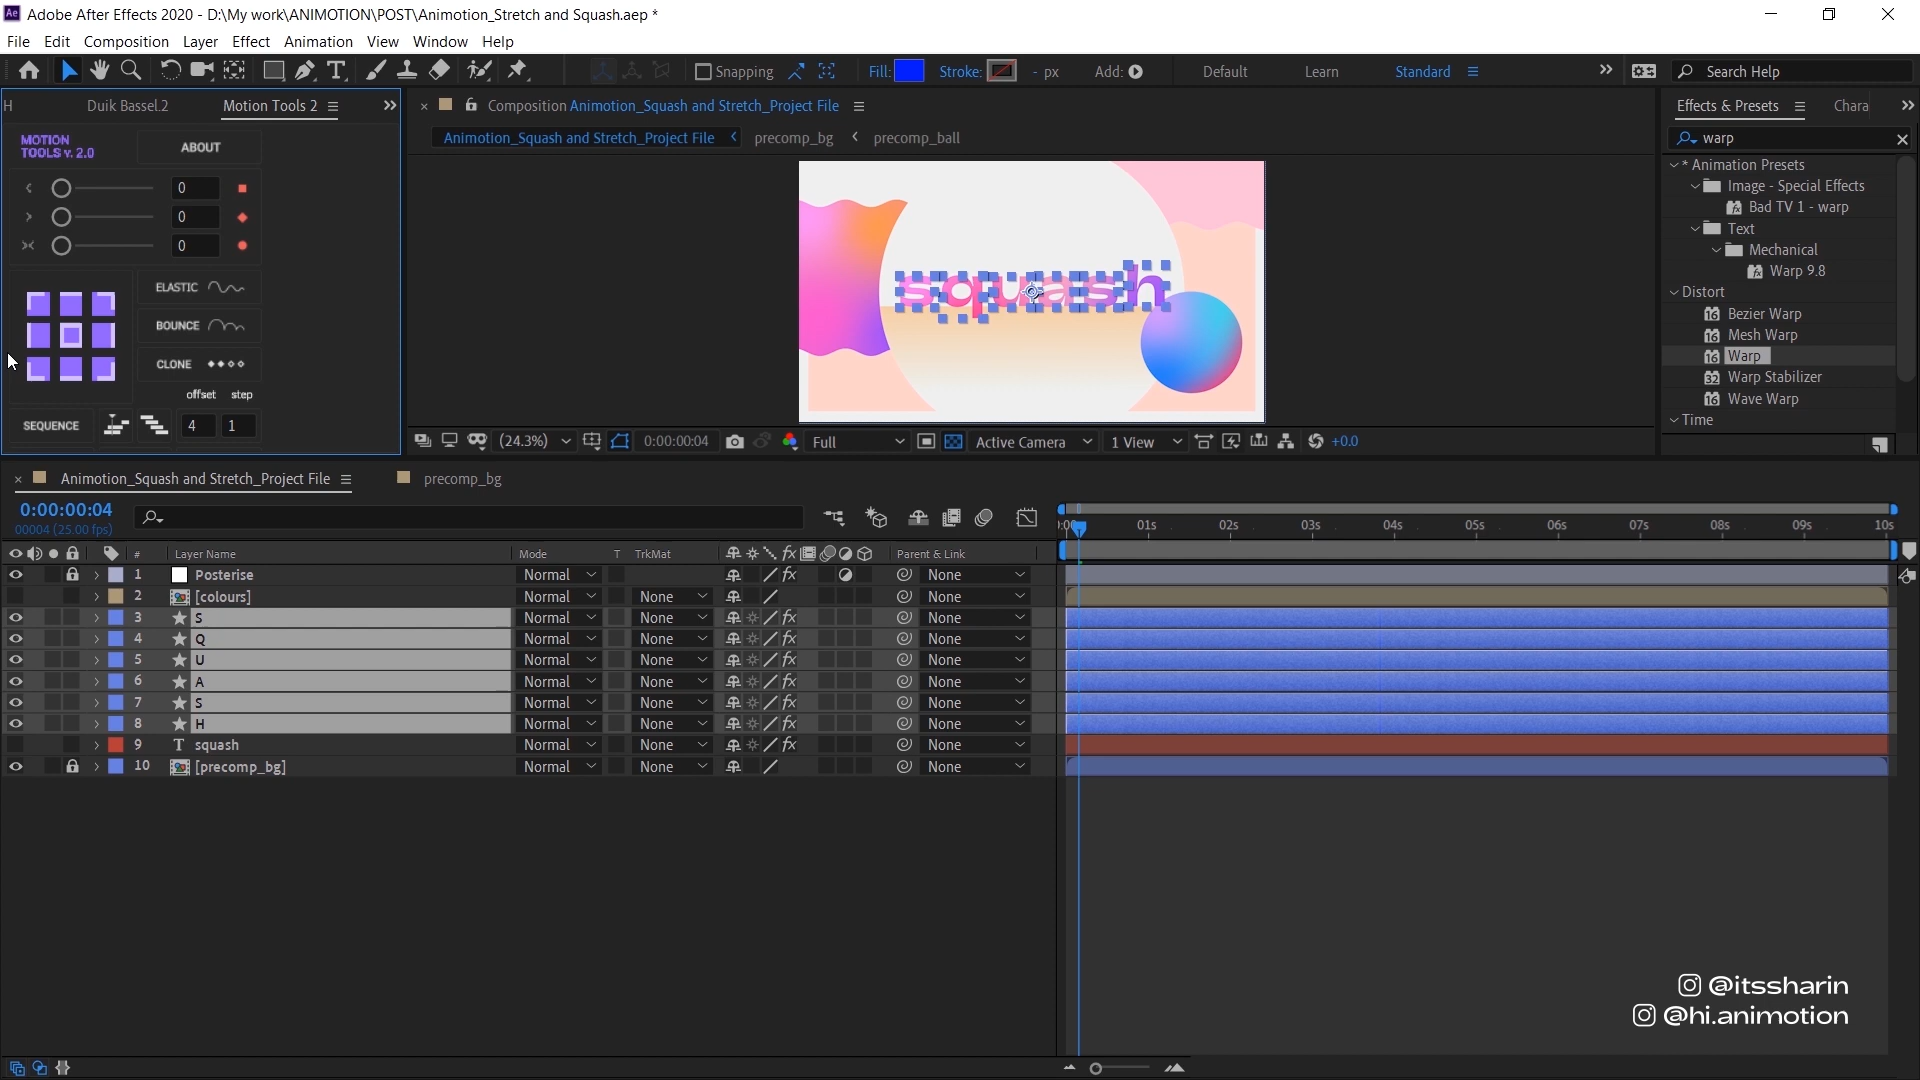 Adobe After Effects 2020 - D:\My work\ANIMOTION\POST\Animotion_Stretch and Squash.aep *
File Edit Composition Layer Effect Animation View Window Help
Snapping Fill: Stroke: - px Add: Default Learn Standard Search Help
H Duik Bassel.2 Motion Tools 2
Composition Animotion_Squash and Stretch_Project File
Effects & Presets Chara
Animotion_Squash and Stretch_Project File precomp_bg precomp_ball
warp
MOTION TOOLS v. 2.0
ABOUT
0
0
0
ELASTIC
BOUNCE
CLONE
offset step
SEQUENCE 4 1
squash
* Animation Presets
Image - Special Effects
Bad TV 1 - warp
Text
Mechanical
Warp 9.8
Distort
Bezier Warp
Mesh Warp
Warp
Warp Stabilizer
Wave Warp
Time
(24.3%) 0:00:00:04 Full Active Camera 1 View +0.0
Animotion_Squash and Stretch_Project File precomp_bg
0:00:00:04
00004 (25.00 fps)
01s 02s 03s 04s 05s 06s 07s 08s 09s 10s
# Layer Name Mode T TrkMat Parent & Link
1 Posterise Normal None
2 [colours] Normal None None
3 S Normal None None
4 Q Normal None None
5 U Normal None None
6 A Normal None None
7 S Normal None None
8 H Normal None None
9 T squash Normal None None
10 [precomp_bg] Normal None None
@itssharin
@hi.animotion